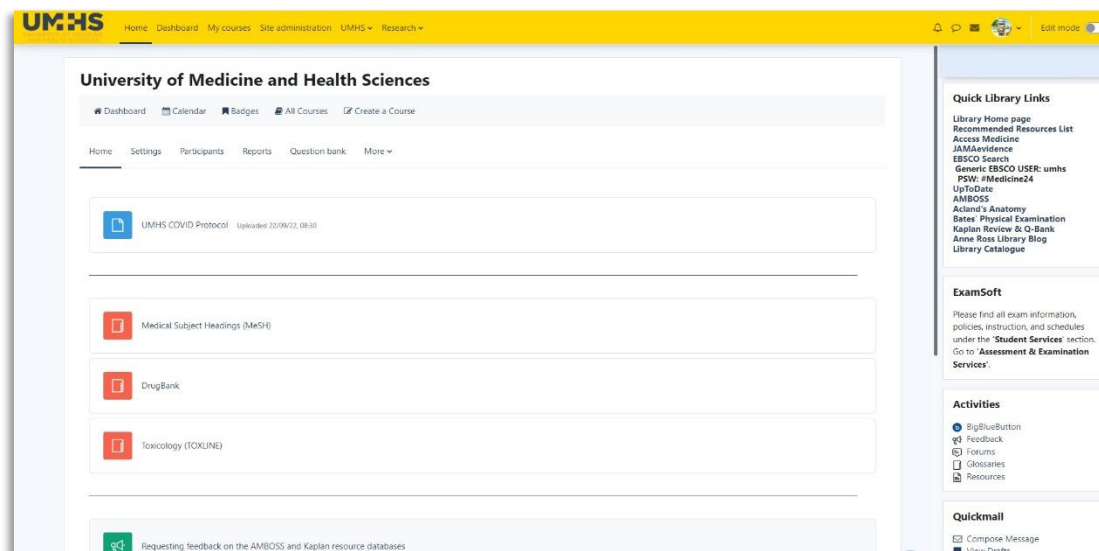 UMHS
Home Dashboard My courses Site administration UMHS Research
Edit mode
University of Medicine and Health Sciences
Dashboard Calendar Badges All Courses Create a Course
Home Settings Participants Reports Question bank More
UMHS COVID Protocol Uploaded 22/09/22, 08:30
Medical Subject Headings (MeSH)
DrugBank
Toxicology (TOXLINE)
Requesting feedback on the AMBOSS and Kaplan resource databases
Quick Library Links
Library Home page
Recommended Resources List
Access Medicine
JAMAevidence
EBSCO Search
Generic EBSCO USER: umhs
PSW: #Medicine24
UpToDate
AMBOSS
Acland's Anatomy
Bates' Physical Examination
Kaplan Review & Q-Bank
Anne Ross Library Blog
Library Catalogue
ExamSoft
Please find all exam information,
policies, instruction, and schedules
under the 'Student Services' section.
Go to 'Assessment & Examination
Services'.
Activities
BigBlueButton
Feedback
Forums
Glossaries
Resources
Quickmail
Compose Message
View Drafts